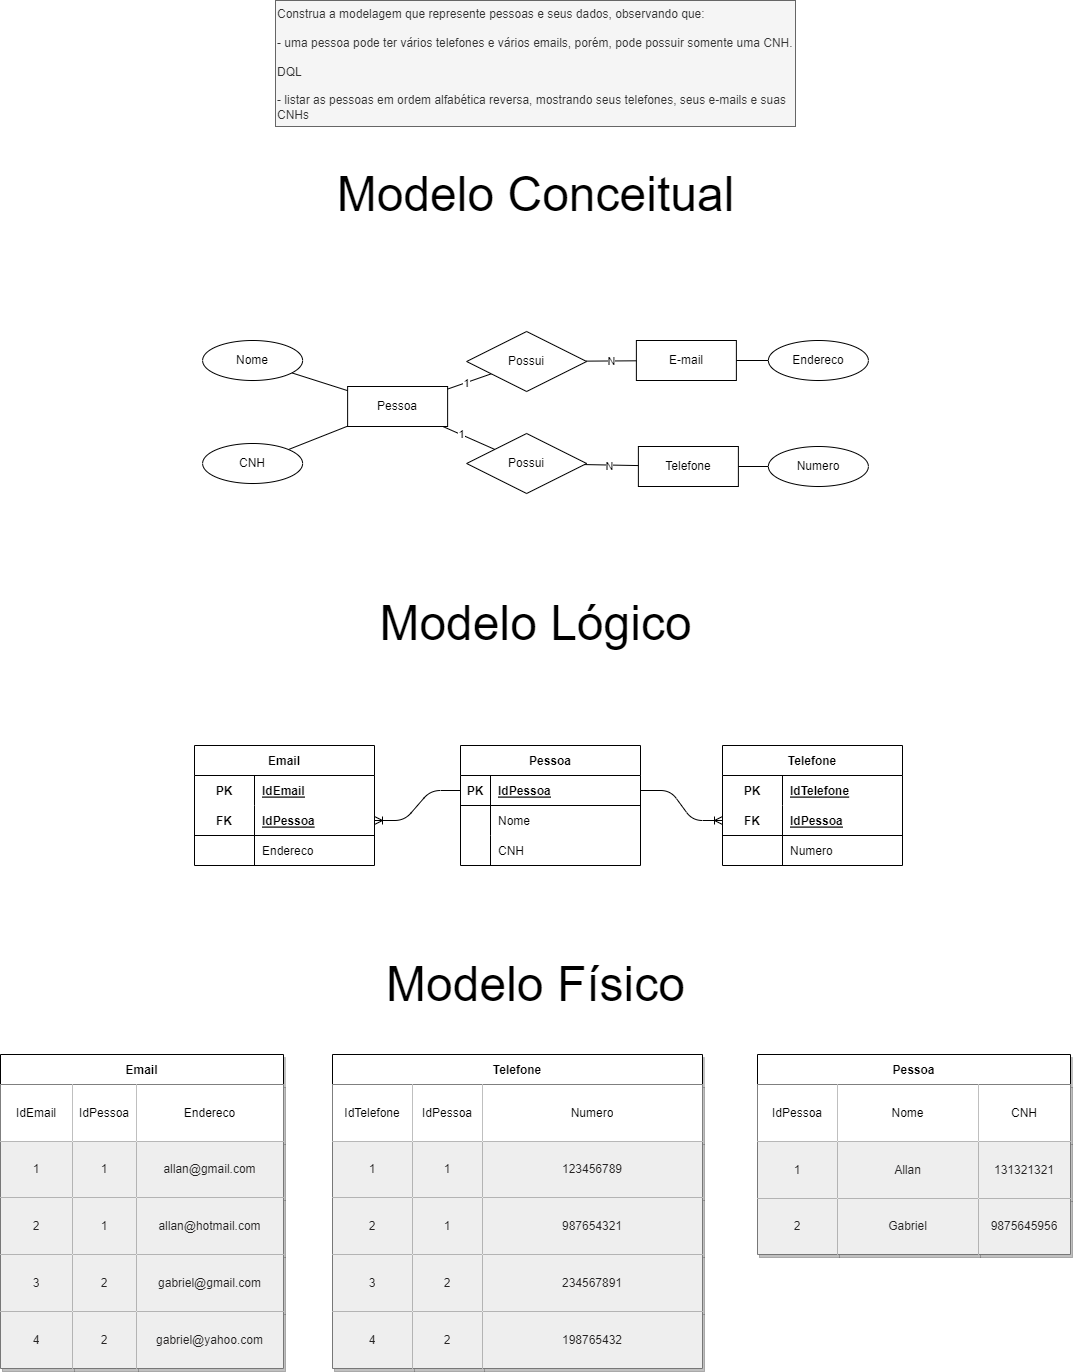 Construa a modelagem que represente pessoas e seus dados, observando que:
- uma pessoa pode ter vários telefones e vários emails, porém, pode possuir somente uma CNH.
DQL
- listar as pessoas em ordem alfabética reversa, mostrando seus telefones, seus e-mails e suas
CNHs
Modelo Conceitual
Nome
CNH
Pessoa
1
Possui
N
E-mail
Endereco
1
Possui
N
Telefone
Numero
Modelo Lógico
Email
PK IdEmail
FK IdPessoa
Endereco
Pessoa
PK IdPessoa
Nome
CNH
Telefone
PK IdTelefone
FK IdPessoa
Numero
Modelo Físico
Email
IdEmail IdPessoa Endereco
1 1 allan@gmail.com
2 1 allan@hotmail.com
3 2 gabriel@gmail.com
4 2 gabriel@yahoo.com
Telefone
IdTelefone IdPessoa Numero
1 1 123456789
2 1 987654321
3 2 234567891
4 2 198765432
Pessoa
IdPessoa Nome CNH
1 Allan 131321321
2 Gabriel 9875645956